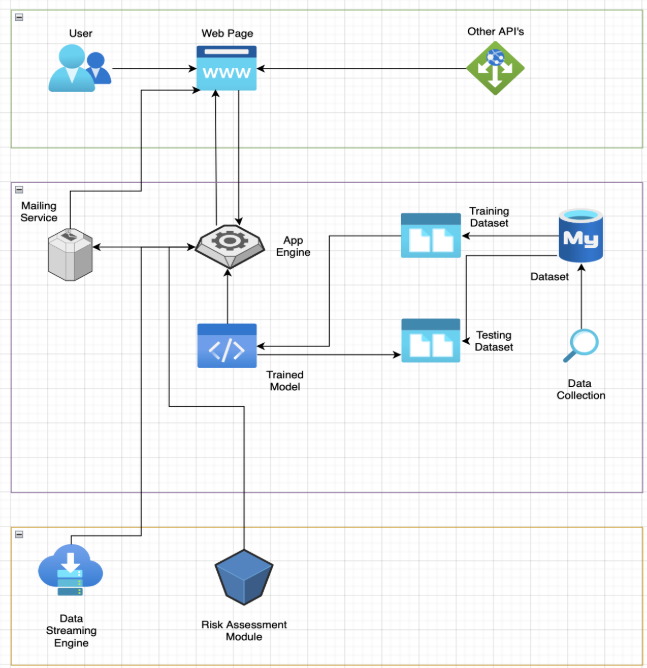 User
Web Page
Other API's
www
Mailing
Service
App
Engine
Training
Dataset
My
Dataset
Testing
Dataset
</>
Trained
Model
Data
Collection
Data
Streaming
Engine
Risk Assessment
Module